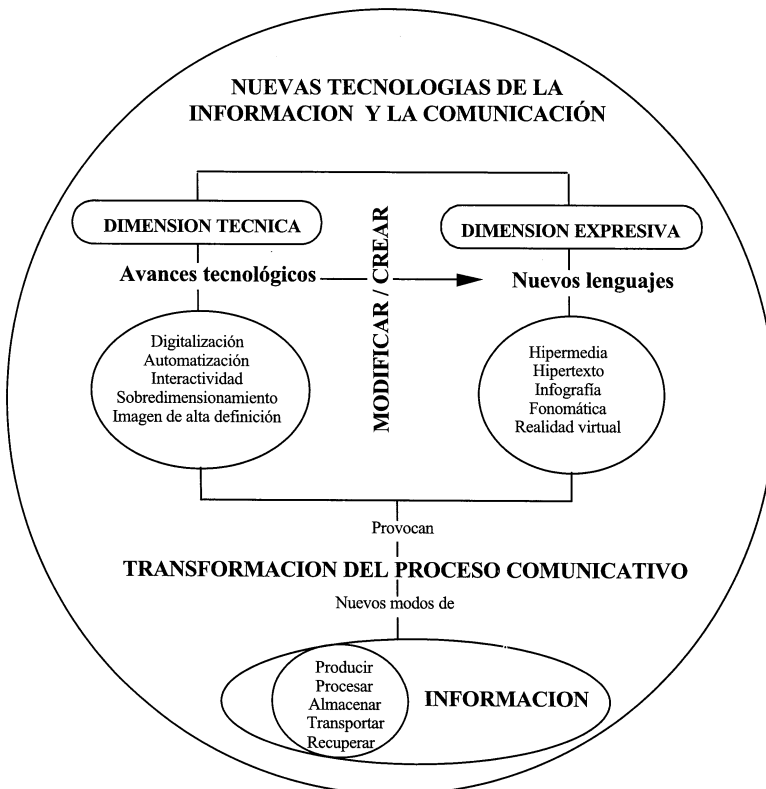 NUEVAS TECNOLOGIAS DE LA
INFORMACION Y LA COMUNICACIÓN
DIMENSION TECNICA
DIMENSION EXPRESIVA
MODIFICAR / CREAR
Avances tecnológicos
Nuevos lenguajes
Digitalización
Automatización
Interactividad
Sobredimensionamiento
Imagen de alta definición
Hipermedia
Hipertexto
Infografía
Fonomática
Realidad virtual
Provocan
TRANSFORMACION DEL PROCESO COMUNICATIVO
Nuevos modos de
Producir
Procesar
Almacenar
Transportar
Recuperar
INFORMACION